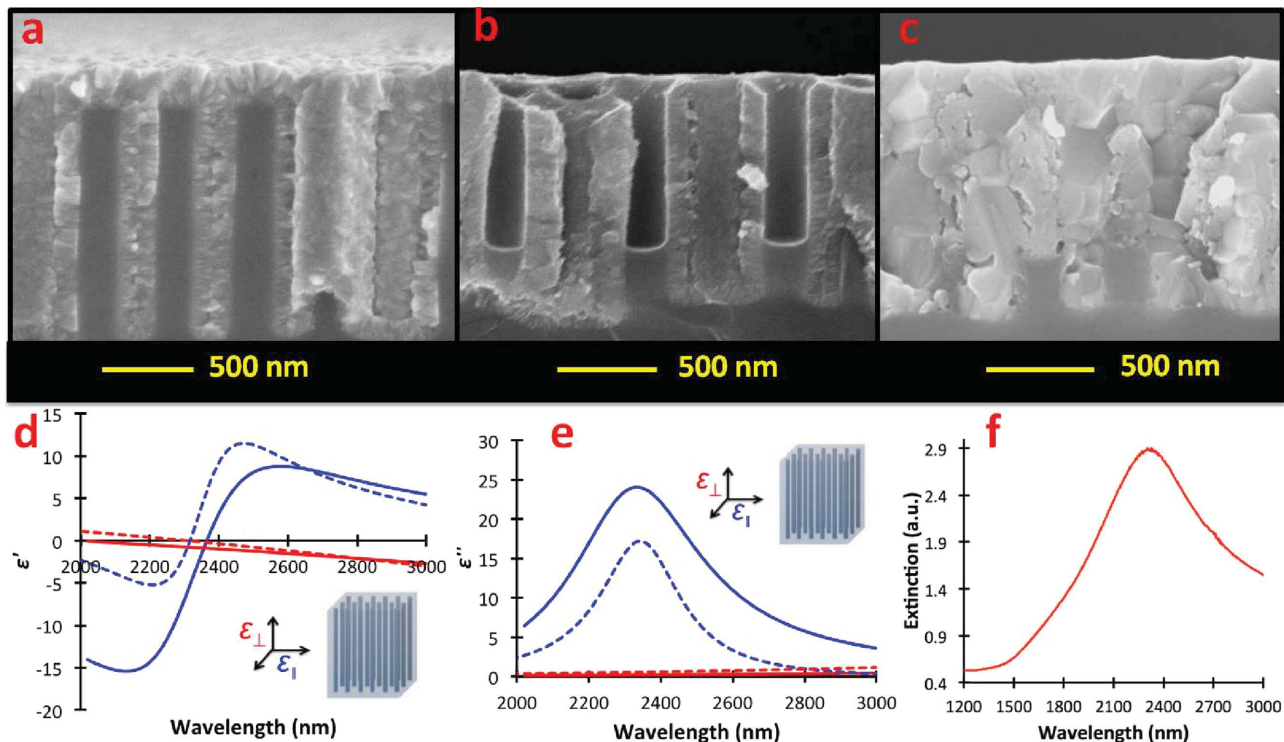 a
b
c
500 nm
500 nm
500 nm
d
15
10
5
0
-5
-10
-15
-20
2000
2200
2400
2600
2800
3000
ε'
ε⊥
ε∥
Wavelength (nm)
e
30
25
20
15
10
5
0
2000
2200
2400
2600
2800
3000
ε''
ε⊥
ε∥
Wavelength (nm)
f
2.9
2.4
1.9
1.4
0.9
0.4
1200
1500
1800
2100
2400
2700
3000
Extinction (a.u.)
Wavelength (nm)